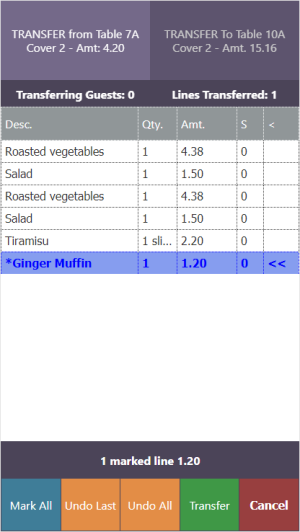 TRANSFER from Table 7A
Cover 2 - Amt: 4.20
TRANSFER To Table 10A
Cover 2 - Amt. 15.16
Transferring Guests: 0 Lines Transferred: 1
Desc. Qty. Amt. S <
Roasted vegetables 1 4.38 0
Salad 1 1.50 0
Roasted vegetables 1 4.38 0
Salad 1 1.50 0
Tiramisu 1 sli... 2.20 0
*Ginger Muffin 1 1.20 0 <<
1 marked line 1.20
Mark All Undo Last Undo All Transfer Cancel